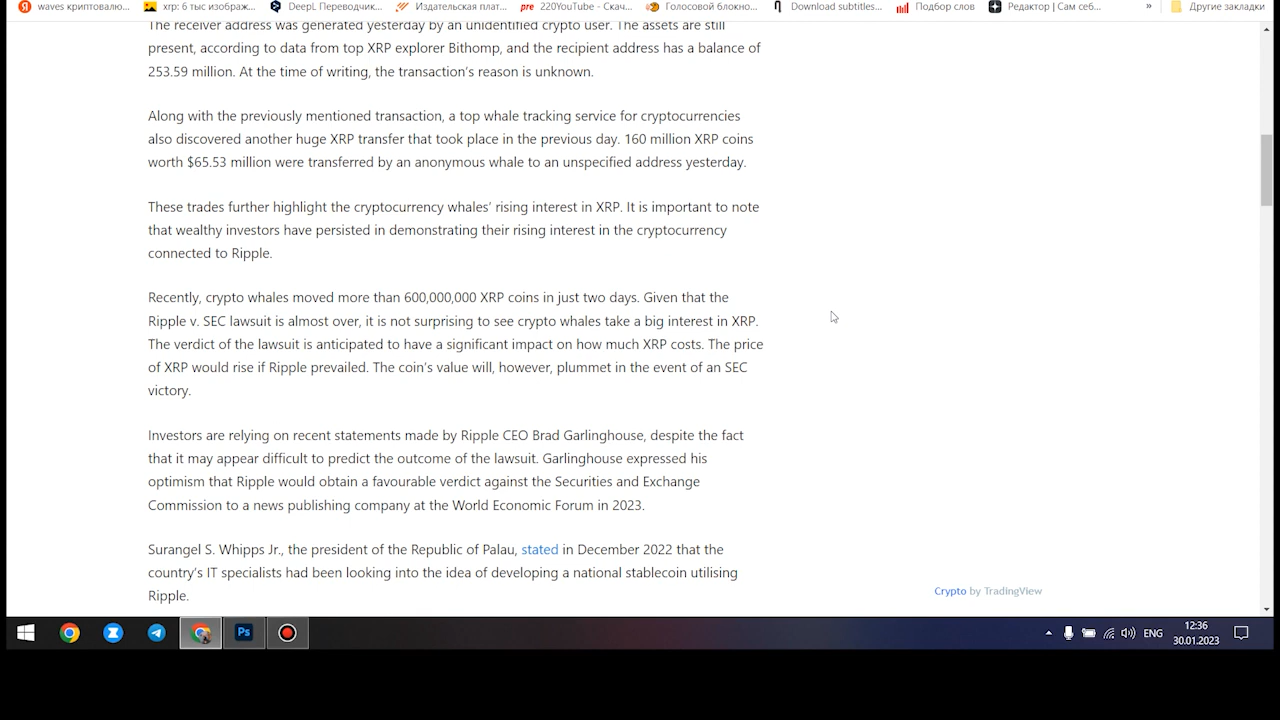 waves криптовалю...
xrp: 6 тыс изображ...
DeepL Переводчик...
Издательская плат...
220YouTube - Скач...
Голосовой блокно...
Download subtitles...
Подбор слов
Редактор | Сам себ...
»
Другие закладки
The receiver address was generated yesterday by an unidentified crypto user. The assets are still
present, according to data from top XRP explorer Bithomp, and the recipient address has a balance of
253.59 million. At the time of writing, the transaction's reason is unknown.
Along with the previously mentioned transaction, a top whale tracking service for cryptocurrencies
also discovered another huge XRP transfer that took place in the previous day. 160 million XRP coins
worth $65.53 million were transferred by an anonymous whale to an unspecified address yesterday.
These trades further highlight the cryptocurrency whales' rising interest in XRP. It is important to note
that wealthy investors have persisted in demonstrating their rising interest in the cryptocurrency
connected to Ripple.
Recently, crypto whales moved more than 600,000,000 XRP coins in just two days. Given that the
Ripple v. SEC lawsuit is almost over, it is not surprising to see crypto whales take a big interest in XRP.
The verdict of the lawsuit is anticipated to have a significant impact on how much XRP costs. The price
of XRP would rise if Ripple prevailed. The coin's value will, however, plummet in the event of an SEC
victory.
Investors are relying on recent statements made by Ripple CEO Brad Garlinghouse, despite the fact
that it may appear difficult to predict the outcome of the lawsuit. Garlinghouse expressed his
optimism that Ripple would obtain a favourable verdict against the Securities and Exchange
Commission to a news publishing company at the World Economic Forum in 2023.
Surangel S. Whipps Jr., the president of the Republic of Palau, stated in December 2022 that the
country's IT specialists had been looking into the idea of developing a national stablecoin utilising
Ripple.
Crypto by TradingView
Ps
ENG
12:36
30.01.2023